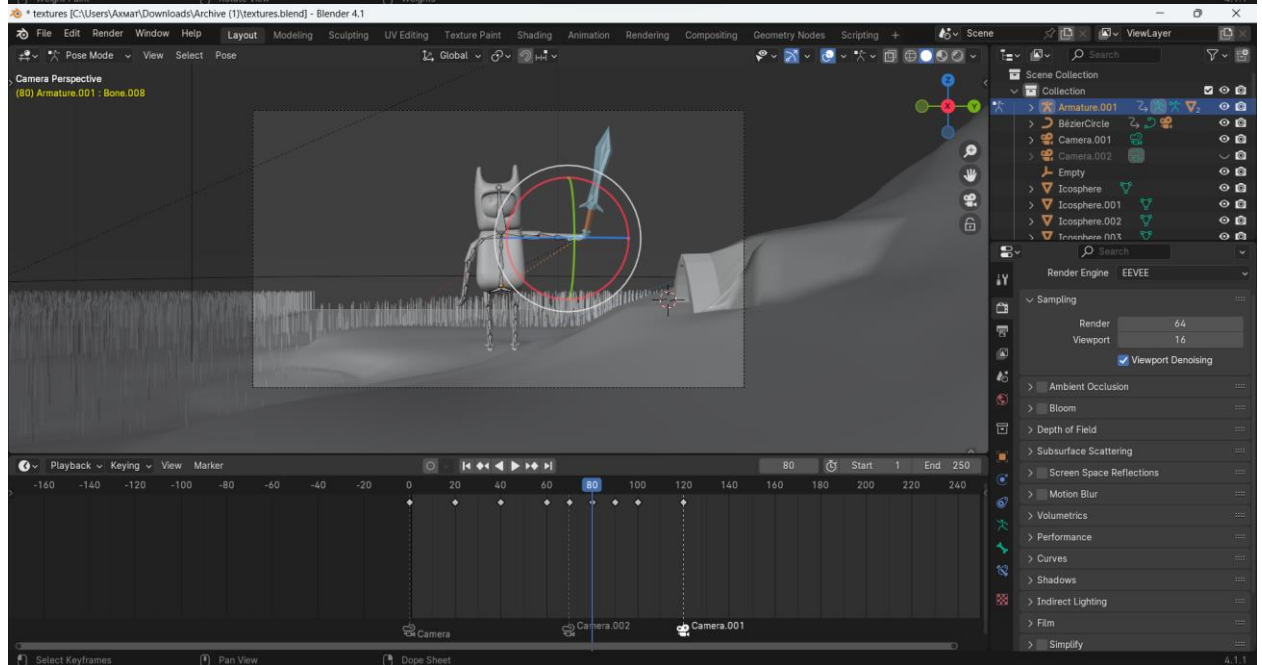 * textures [C:\Users\Axмат\Downloads\Archive (1)\textures.blend] - Blender 4.1
File Edit Render Window Help Layout Modeling Sculpting UV Editing Texture Paint Shading Animation Rendering Compositing Geometry Nodes Scripting + Scene ViewLayer
Pose Mode View Select Pose Global Search
Camera Perspective
(80) Armature.001 : Bone.008
Z
X
Y
Scene Collection
Collection
Armature.001 2
BézierCircle
Camera.001
Camera.002
Empty
Icosphere
Icosphere.001
Icosphere.002
Icosphere.003
Search
Render Engine EEVEE
Sampling
Render 64
Viewport 16
Viewport Denoising
Ambient Occlusion
Bloom
Depth of Field
Subsurface Scattering
Screen Space Reflections
Motion Blur
Volumetrics
Performance
Curves
Shadows
Indirect Lighting
Film
Simplify
Playback Keying View Marker 80 Start 1 End 250
-160 -140 -120 -100 -80 -60 -40 -20 0 20 40 60 80 100 120 140 160 180 200 220 240
Camera Camera.002 Camera.001
Select Keyframes Pan View Dope Sheet 4.1.1